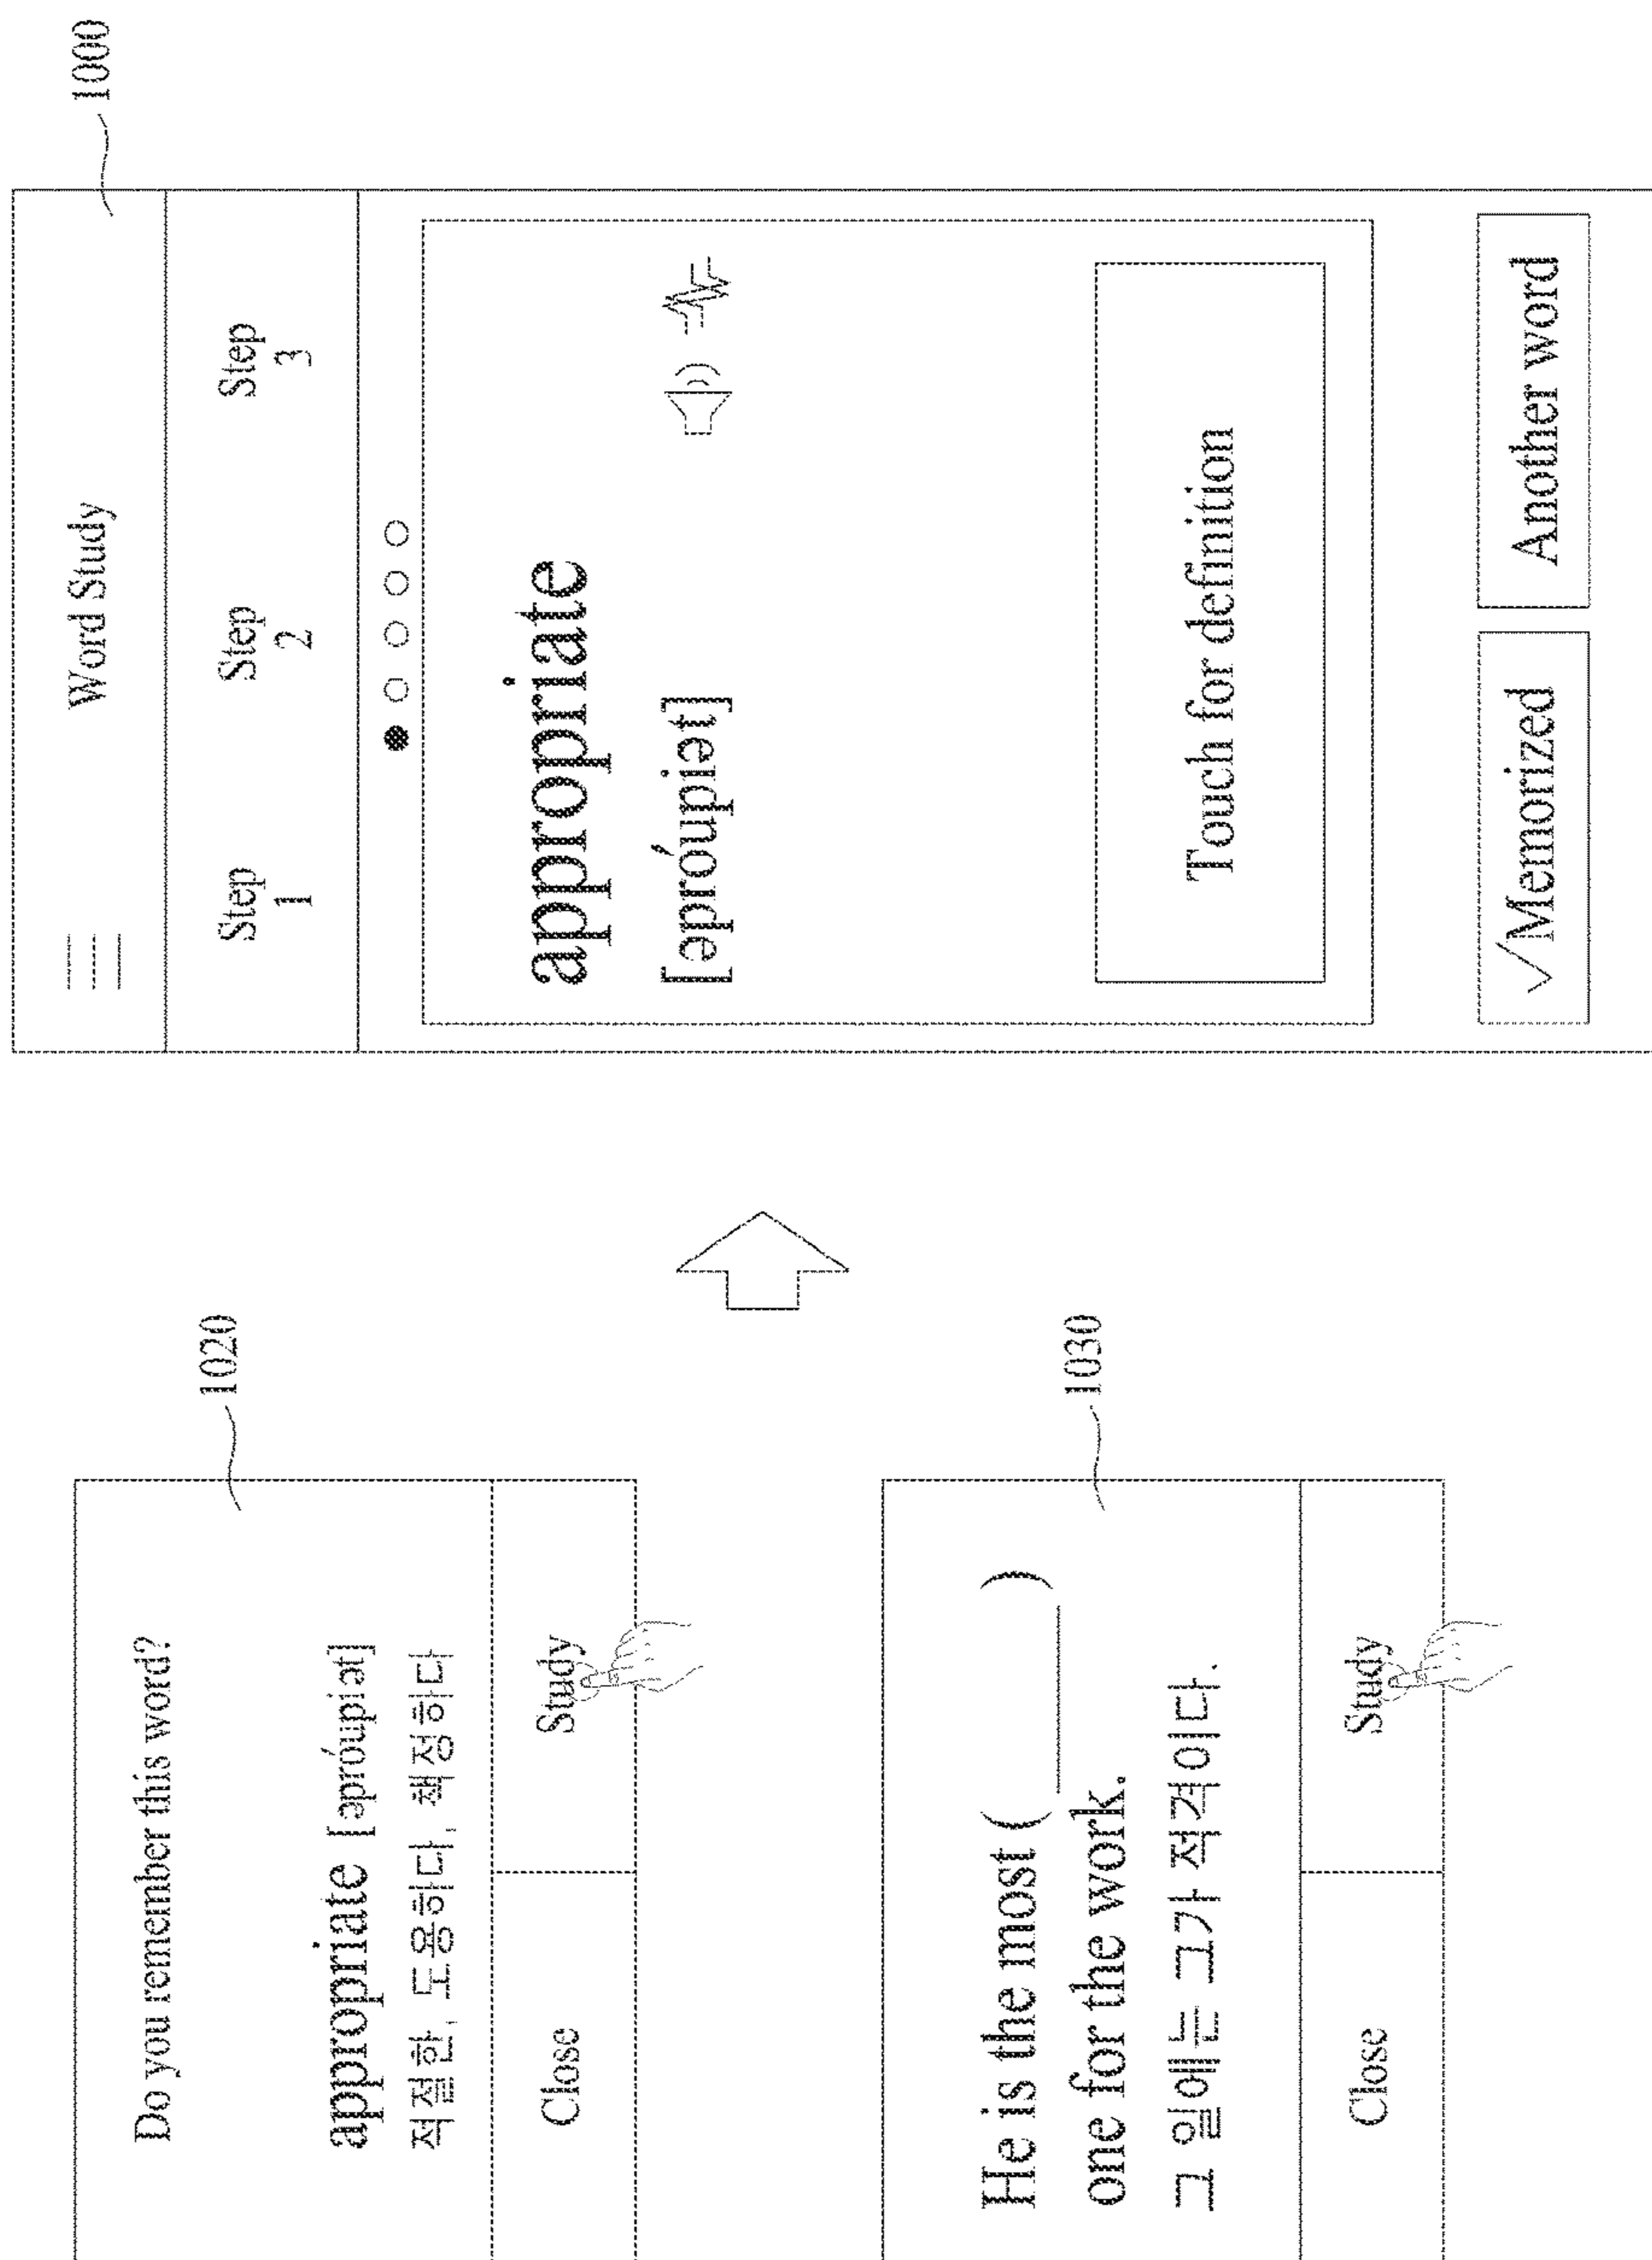 1020
Do you remember this word?
appropriate [əpróupiət]
적절한, 도용하다, 책정하다
Close Study
1030
He is the most (______)
one for the work.
그 일에는 그가 적격이다.
Close Study
1000
Word Study
Step 1
Step 2
Step 3
appropriate
[əpróupiət]
Touch for definition
√Memorized
Another word